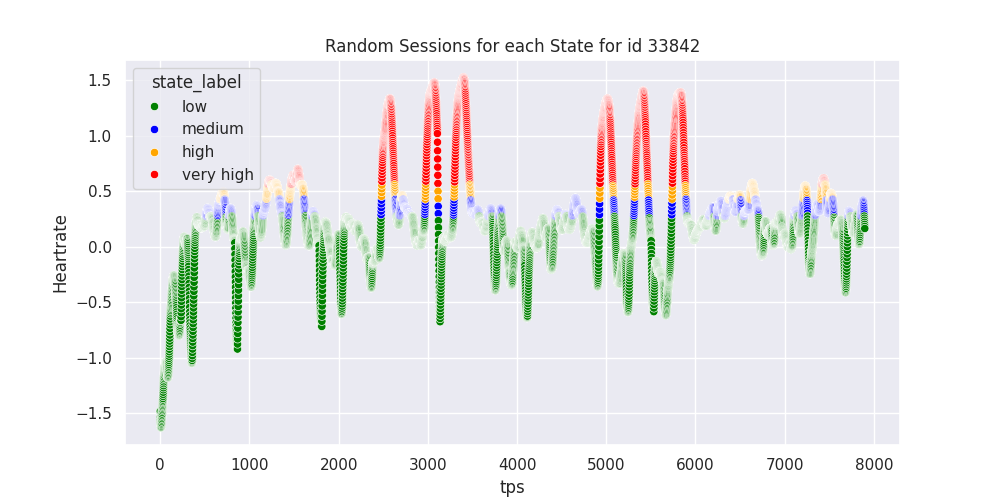 Random Sessions for each State for id 33842
state_label
low
medium
high
very high
Heartrate
1.5
1.0
0.5
0.0
−0.5
−1.0
−1.5
0 1000 2000 3000 4000 5000 6000 7000 8000
tps